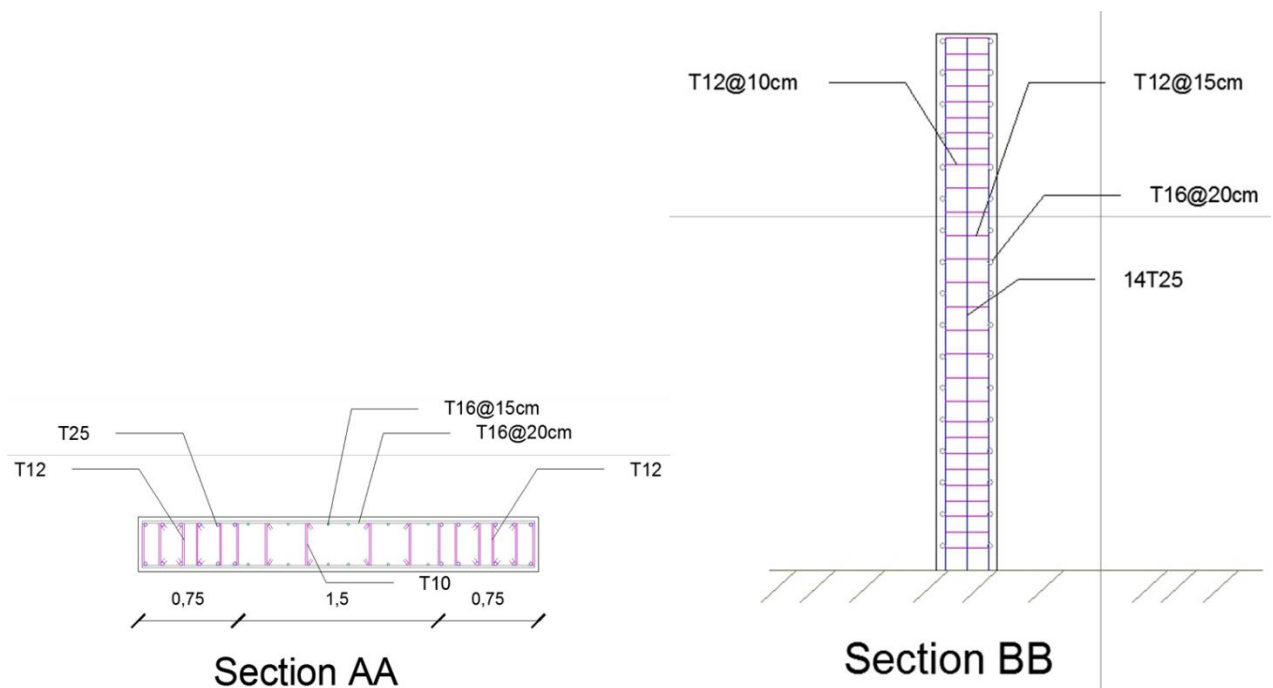 T16@15cm
T25
T16@20cm
T12
T12
T10
0,75
1,5
0,75
Section AA
T12@10cm
T12@15cm
T16@20cm
14T25
Section BB